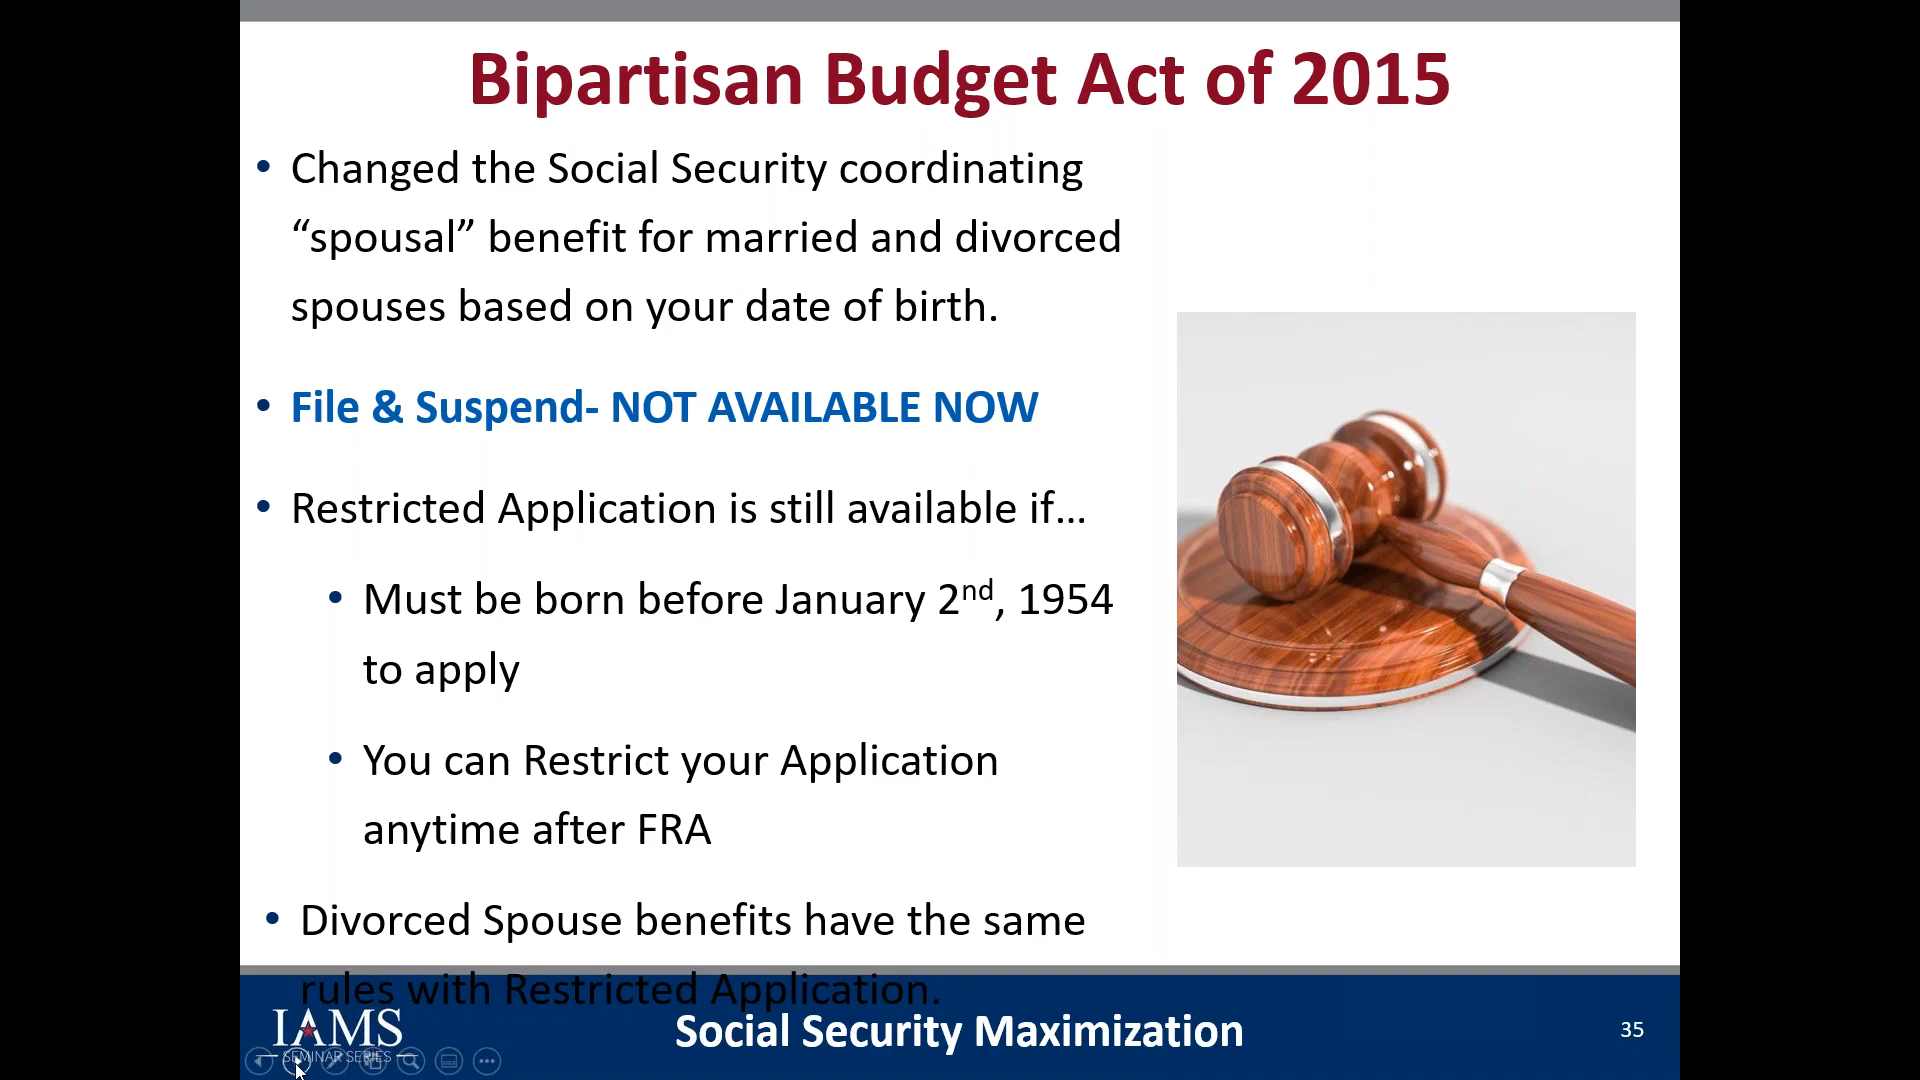 Bipartisan Budget Act of 2015
• Changed the Social Security coordinating
“spousal” benefit for married and divorced
spouses based on your date of birth.
• File & Suspend- NOT AVAILABLE NOW
• Restricted Application is still available if…
• Must be born before January 2nd, 1954
to apply
• You can Restrict your Application
anytime after FRA
• Divorced Spouse benefits have the same
rules with Restricted Application.
IAMS
SEMINAR SERIES
Social Security Maximization
35